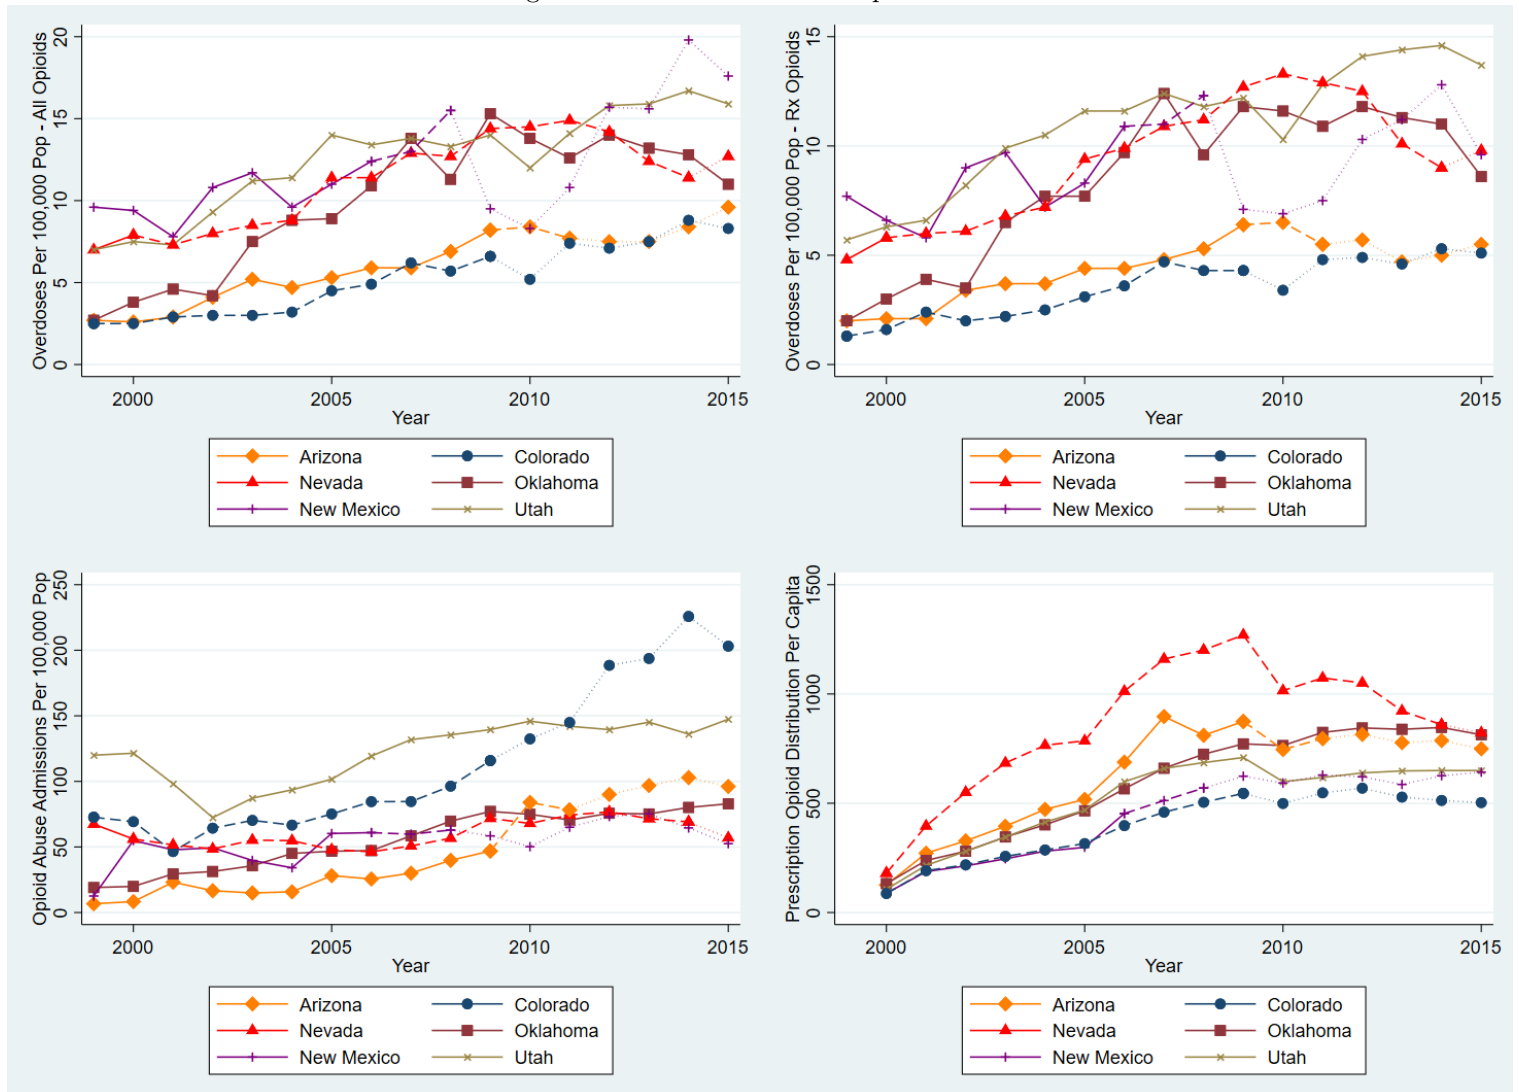 Overdoses Per 100,000 Pop - All Opioids
20
15
10
5
0
2000 2005 2010 2015
Year
Arizona Colorado
Nevada Oklahoma
New Mexico Utah
Overdoses Per 100,000 Pop - Rx Opioids
15
10
5
0
2000 2005 2010 2015
Year
Arizona Colorado
Nevada Oklahoma
New Mexico Utah
Opioid Abuse Admissions Per 100,000 Pop
250
200
150
100
50
0
2000 2005 2010 2015
Year
Arizona Colorado
Nevada Oklahoma
New Mexico Utah
Prescription Opioid Distribution Per Capita
1500
1000
500
0
2000 2005 2010 2015
Year
Arizona Colorado
Nevada Oklahoma
New Mexico Utah